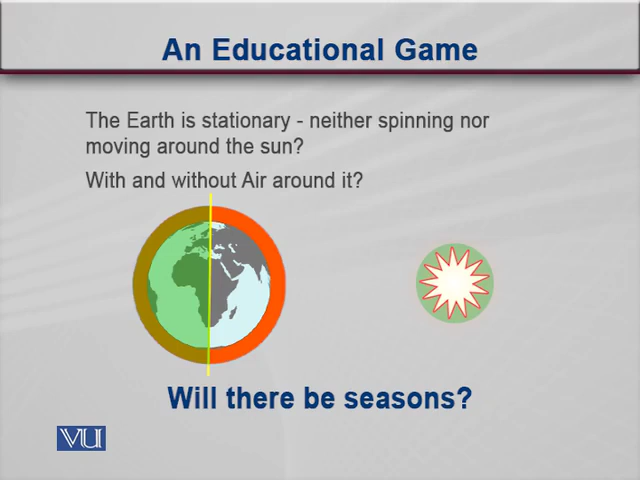 An Educational Game
The Earth is stationary - neither spinning nor
moving around the sun?
With and without Air around it?
Will there be seasons?
VU